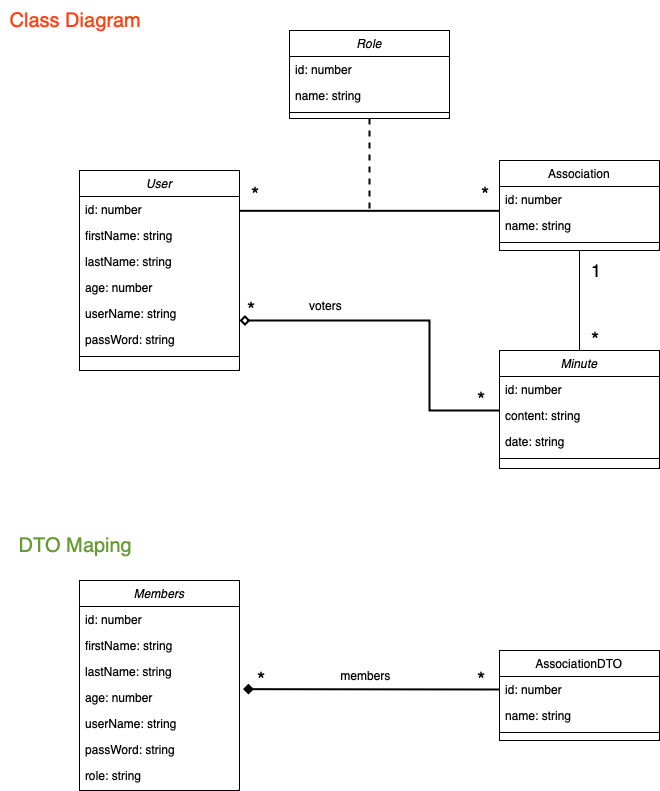 Class Diagram
Role
id: number
name: string
User
id: number
firstName: string
lastName: string
age: number
userName: string
passWord: string
*
*
Association
id: number
name: string
1
*
*
voters
*
Minute
id: number
content: string
date: string
DTO Maping
Members
id: number
firstName: string
lastName: string
age: number
userName: string
passWord: string
role: string
*
members
*
AssociationDTO
id: number
name: string